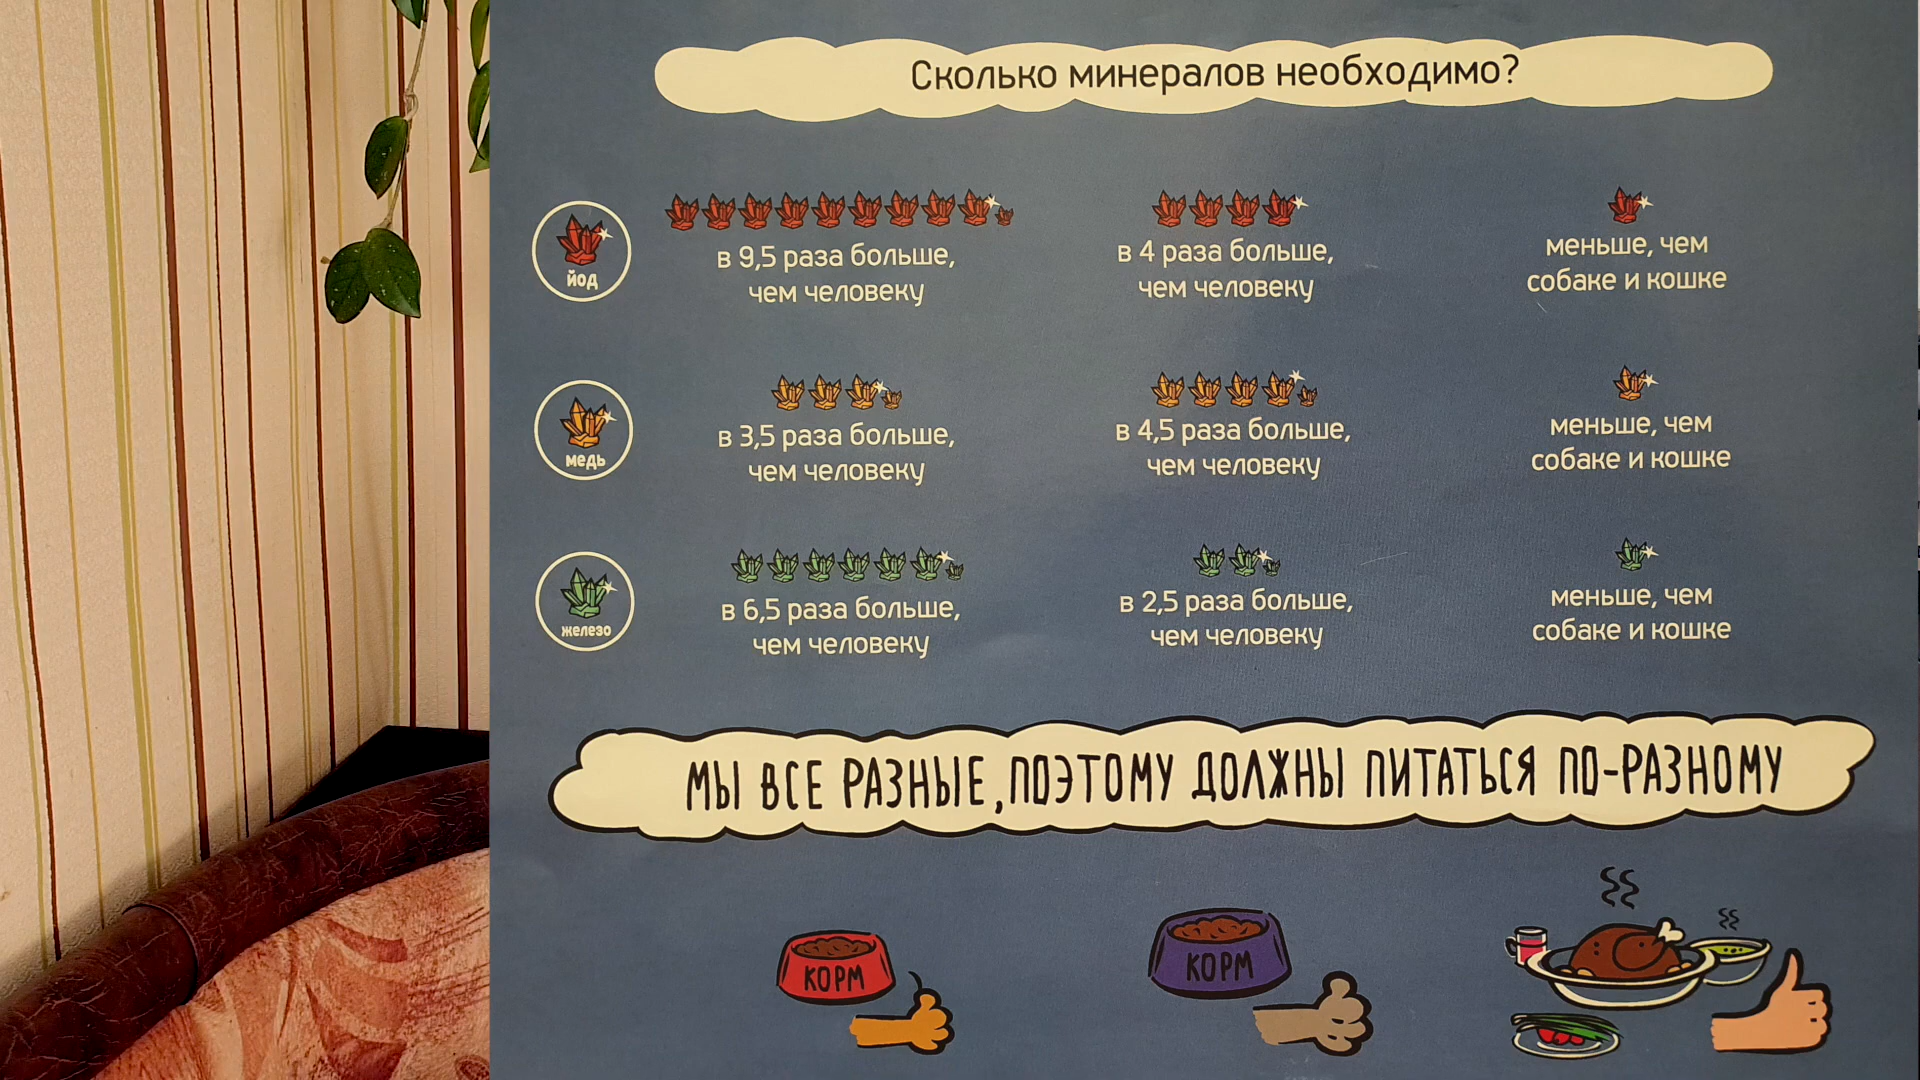 Сколько минералов необходимо?
йод
в 9,5 раза больше,
чем человеку
в 4 раза больше,
чем человеку
меньше, чем
собаке и кошке
медь
в 3,5 раза больше,
чем человеку
в 4,5 раза больше,
чем человеку
меньше, чем
собаке и кошке
железо
в 6,5 раза больше,
чем человеку
в 2,5 раза больше,
чем человеку
меньше, чем
собаке и кошке
МЫ ВСЕ РАЗНЫЕ, ПОЭТОМУ ДОЛЖНЫ ПИТАТЬСЯ ПО-РАЗНОМУ
КОРМ
КОРМ